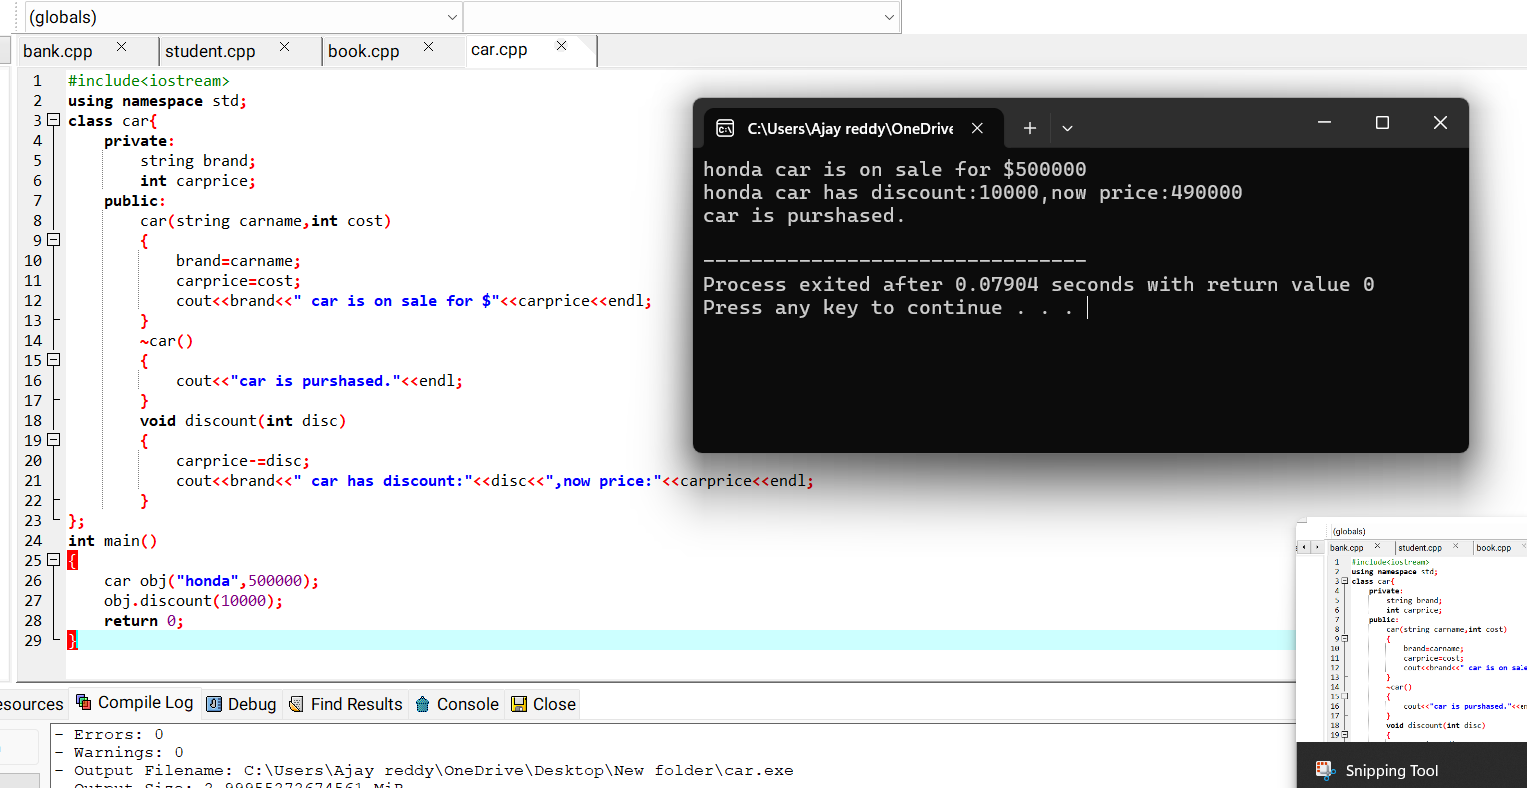 (globals)
bank.cpp student.cpp book.cpp car.cpp
1 #include<iostream>
2 using namespace std;
3 class car{
4 private:
5 string brand;
6 int carprice;
7 public:
8 car(string carname,int cost)
9 {
10 brand=carname;
11 carprice=cost;
12 cout<<brand<<" car is on sale for $"<<carprice<<endl;
13 }
14 ~car()
15 {
16 cout<<"car is purshased."<<endl;
17 }
18 void discount(int disc)
19 {
20 carprice-=disc;
21 cout<<brand<<" car has discount:"<<disc<<",now price:"<<carprice<<endl;
22 }
23 };
24 int main()
25 {
26 car obj("honda",500000);
27 obj.discount(10000);
28 return 0;
29 }
C:\Users\Ajay reddy\OneDrive
honda car is on sale for $500000
honda car has discount:10000,now price:490000
car is purshased.
--------------------------------
Process exited after 0.07904 seconds with return value 0
Press any key to continue . . .
esources Compile Log Debug Find Results Console Close
- Errors: 0
- Warnings: 0
- Output Filename: C:\Users\Ajay reddy\OneDrive\Desktop\New folder\car.exe
(globals)
bank.cpp student.cpp book.cpp
1 #include<iostream>
2 using namespace std;
3 class car{
4 private:
5 string brand;
6 int carprice;
7 public:
8 car(string carname,int cost)
9 {
10 brand=carname;
11 carprice=cost;
12 cout<<brand<<" car is on sale
13 }
14 ~car()
15 {
16 cout<<"car is purshased."<<en
17 }
18 void discount(int disc)
19 {
Snipping Tool